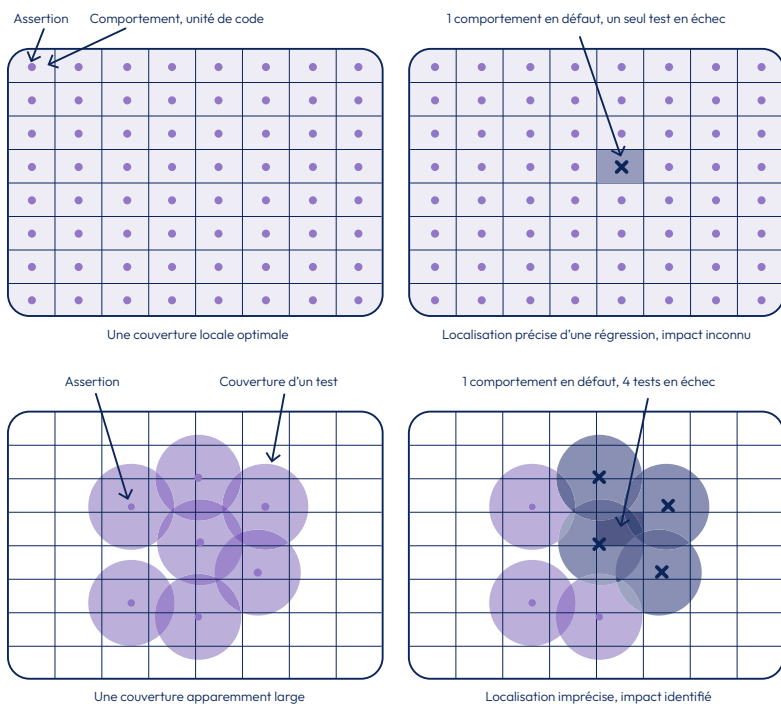 Assertion
Comportement, unité de code
1 comportement en défaut, un seul test en échec
Une couverture locale optimale
Localisation précise d'une régression, impact inconnu
Assertion
Couverture d'un test
1 comportement en défaut, 4 tests en échec
Une couverture apparemment large
Localisation imprécise, impact identifié